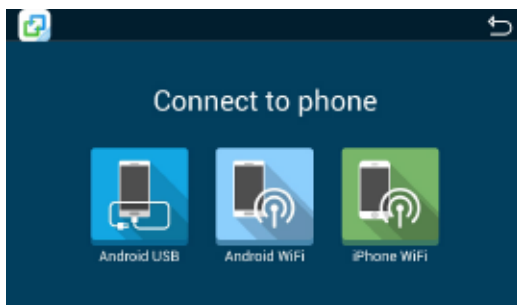 Connect to phone
Android USB
Android WiFi
iPhone WiFi